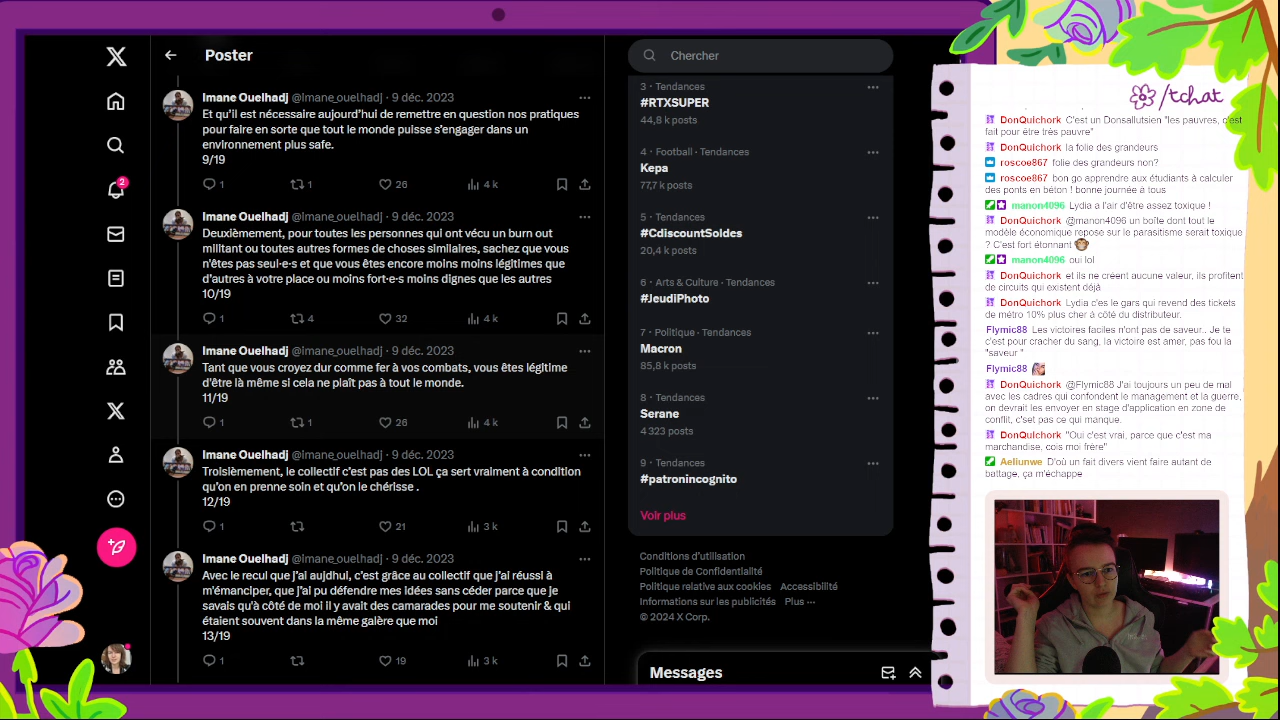 Poster
Imane Ouelhadj @Imane_ouelhadj · 9 déc. 2023
Et qu'il est nécessaire aujourd'hui de remettre en question nos pratiques
pour faire en sorte que tout le monde puisse s'engager dans un
environnement plus safe.
9/19
1 1 26 4 k
Imane Ouelhadj @Imane_ouelhadj · 9 déc. 2023
Deuxièmement, pour toutes les personnes qui ont vécu un burn out
militant ou toutes autres formes de choses similaires, sachez que vous
n'êtes pas seul·e·s et que vous êtes encore moins moins légitimes que
d'autres à votre place ou moins fort·e·s moins dignes que les autres
10/19
1 4 32 4 k
Imane Ouelhadj @Imane_ouelhadj · 9 déc. 2023
Tant que vous croyez dur comme fer à vos combats, vous êtes légitime
d'être là même si ça ne plaît pas à tout le monde.
11/19
1 1 26 4 k
Imane Ouelhadj @Imane_ouelhadj · 9 déc. 2023
Troisièmement, le collectif c'est pas des LOL ça sert vraiment à condition
qu'on en prenne soin et qu'on le chérisse .
12/19
1 21 3 k
Imane Ouelhadj @Imane_ouelhadj · 9 déc. 2023
Avec le recul que j'ai aujdhui, c'est grâce au collectif que j'ai réussi à
m'émanciper, que j'ai pu défendre mes idées sans céder parce que je
savais qu'à côté de moi il y avait des camarades pour me soutenir & qui
étaient souvent dans la même galère que moi
13/19
1 19 3 k
2
Chercher
3 · Tendances
#RTXSUPER
44,8 k posts
4 · Football · Tendances
Kepa
77,7 k posts
5 · Tendances
#CdiscountSoldes
20,4 k posts
6 · Arts & Culture · Tendances
#JeudiPhoto
7 · Politique · Tendances
Macron
85,8 k posts
8 · Tendances
Serane
4 323 posts
9 · Tendances
#patronincognito
Voir plus
Conditions d'utilisation
Politique de Confidentialité
Politique relative aux cookies Accessibilité
Informations sur les publicités Plus ···
© 2024 X Corp.
Messages
/tchat
DonQuichork C'est un Donsallutsien "les pauvres, c'est
fait pour être très pauvre"
DonQuichork la folie des grandeurs
roscoe867 folie des grandeurs non?
roscoe867 bon go apprendre aux étudiants à calculer
des ponts en béton ! bonne journée à tous
manon4096 Lydia a l'air d'être assez toxique !
DonQuichork @manon4096 un boîte dont tout le
modèle économique repose sur le parasitisme serait toxique
? C'est fort étonnant
manon4096 oui lol
DonQuichork et ils ne créent aucune valeur, ils profitent
de circuits qui existent déjà.
DonQuichork Lydia c'e le gars qui revend des tickets
de métro 10% plus cher à côté du distributeur.
Flymic88 Les victoires faciles n'ont pas de saveur.. Je te
c'est pour cracher du sang, la victoire est amer, pas fou la
"saveur "
Flymic88
DonQuichork @Flymic88 J'ai toujours un peu de mal
avec les cadres qui confondent le management et la guerre,
on devrait les envoyer en stage d'application en zone de
conflit, c'set pas ce qui manque.
DonQuichork "Oui c'est vrai, parce que c'est ma
marchandise, cois moi frère"
Aeliunwe D'où un fait divers vient faire autant de
battage, ça m'échappe